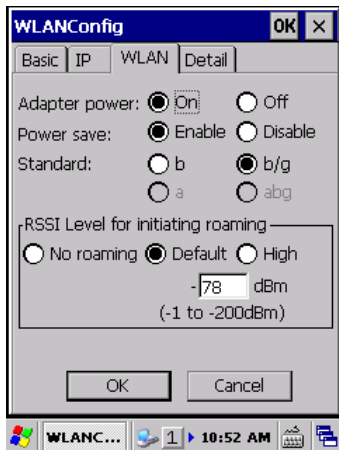 WLANConfig OK ×
Basic IP WLAN Detail
Adapter power: On Off
Power save: Enable Disable
Standard: b b/g
a abg
RSSI Level for initiating roaming
No roaming Default High
-78 dBm
(-1 to -200dBm)
OK Cancel
WLANC... 1 10:52 AM